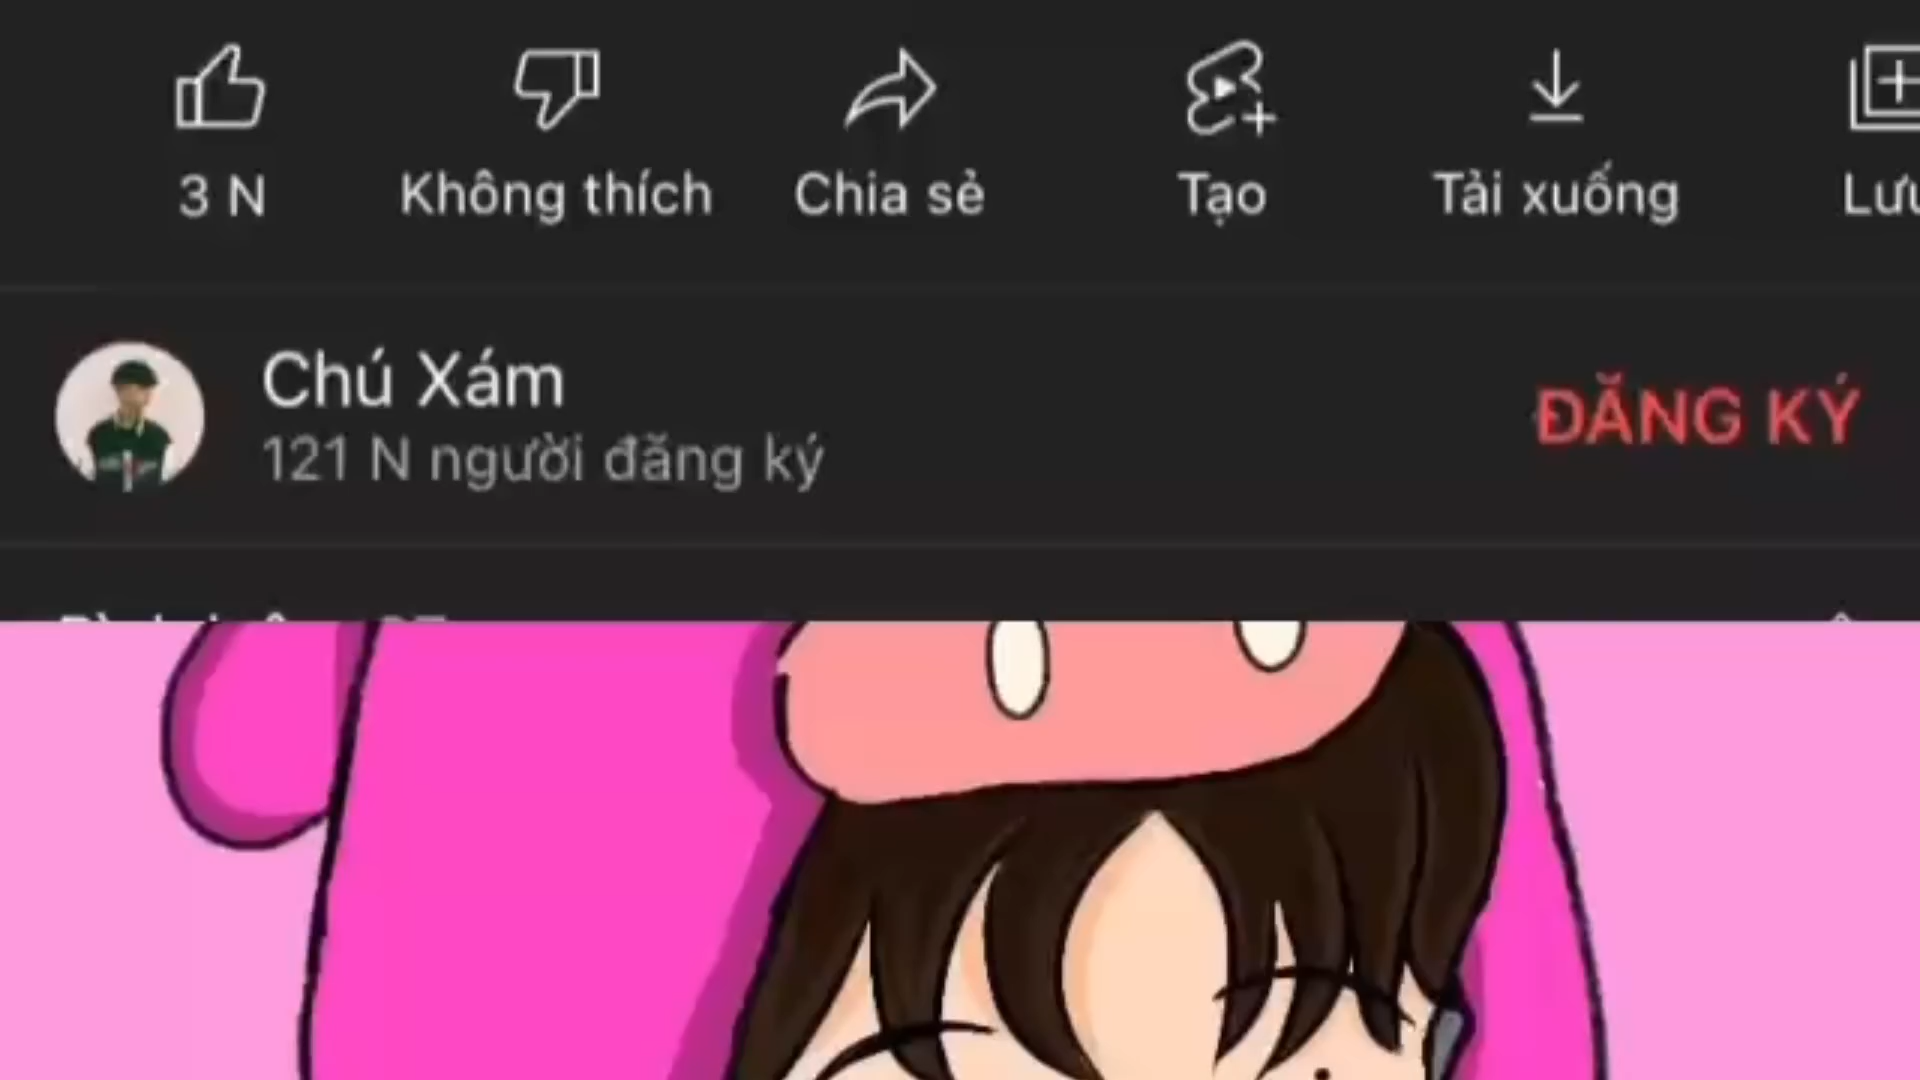 3 N
Không thích
Chia sẻ
Tạo
Tải xuống
Chú Xám
121 N người đăng ký
ĐĂNG KÝ